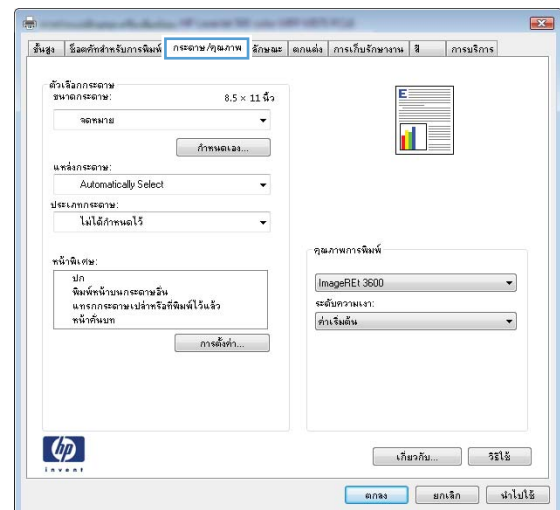 ขั้นสูง ช็อตคัทสำหรับการพิมพ์ กระดาษ/คุณภาพ ลักษณะ ตกแต่ง การเก็บรักษางาน สี การบริการ
ตัวเลือกกระดาษ
ขนาดกระดาษ: 8.5 × 11 นิ้ว
จดหมาย
กำหนดเอง...
แหล่งกระดาษ:
Automatically Select
ประเภทกระดาษ:
ไม่ได้กำหนดไว้
หน้าพิเศษ:
ปก
พิมพ์หน้าบนกระดาษอื่น
แทรกกระดาษเปล่าหรือที่พิมพ์ไว้แล้ว
หน้าคั่นบท
การตั้งค่า...
E
คุณภาพการพิมพ์
ImageREt 3600
ระดับความเงา:
ค่าเริ่มต้น
hp
invent
เกี่ยวกับ... วิธีใช้
ตกลง ยกเลิก นำไปใช้